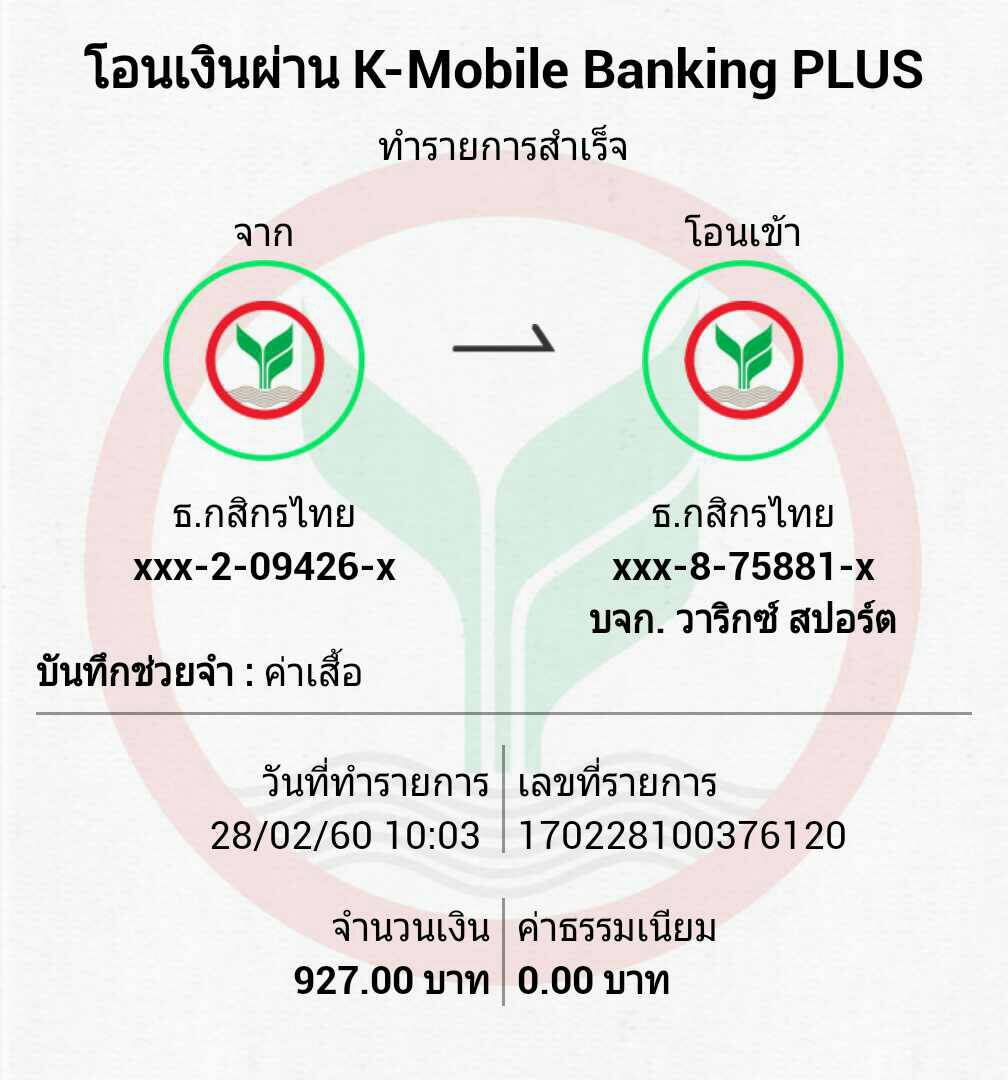 โอนเงินผ่าน K-Mobile Banking PLUS
ทำรายการสำเร็จ
จาก
โอนเข้า
ธ.กสิกรไทย
xxx-2-09426-x
ธ.กสิกรไทย
xxx-8-75881-x
บจก. วาริกซ์ สปอร์ต
บันทึกช่วยจำ : ค่าเสื้อ
วันที่ทำรายการ
28/02/60 10:03
เลขที่รายการ
170228100376120
จำนวนเงิน
927.00 บาท
ค่าธรรมเนียม
0.00 บาท